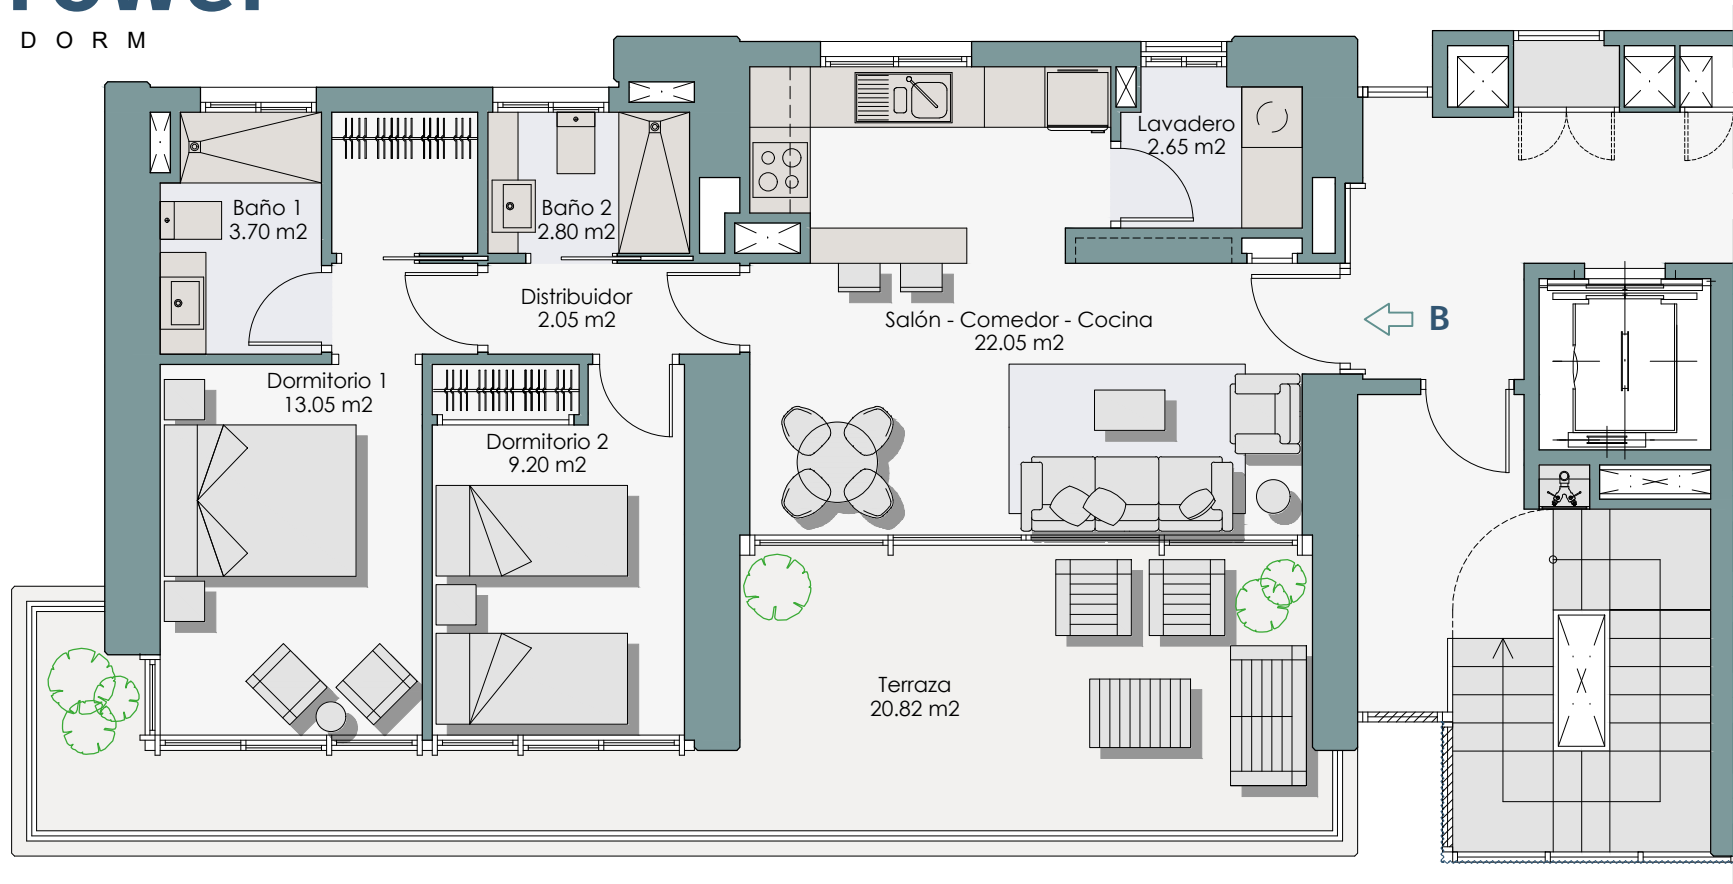 Tower
DORM
Baño 1
3.70 m2
Baño 2
2.80 m2
Lavadero
2.65 m2
Distribuidor
2.05 m2
Salón - Comedor - Cocina
22.05 m2
B
Dormitorio 1
13.05 m2
Dormitorio 2
9.20 m2
Terraza
20.82 m2